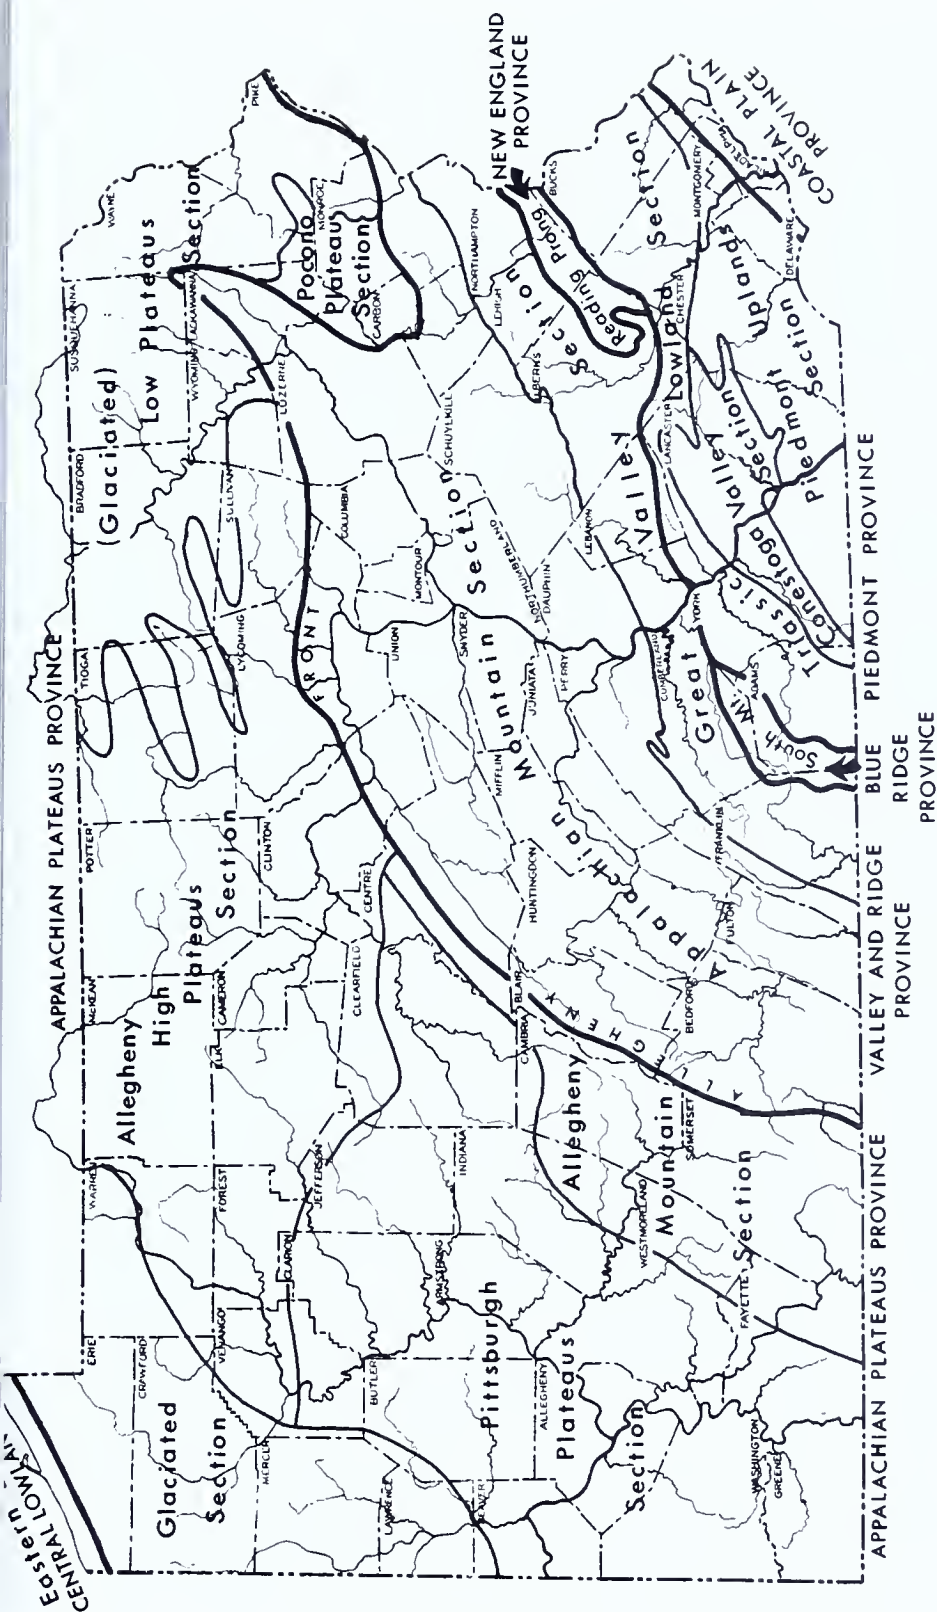 Eastern
CENTRAL
APPALACHIAN PLATEAUS PROVINCE
ERIE
CRAWFORD
WARREN
McKEAN
POTTER
TIOGA
BRADFORD
SUSQUEHANNA
WAYNE
PIKE
Glaciated
Section
MERCER
VENANGO
FOREST
ELK
CAMERON
CLINTON
LYCOMING
SULLIVAN
WYOMING
LACKAWANNA
Allegheny
High
Plateaus
Section
(Glaciated)
Low Plateaus
Section
Pocono
Plateau
Section
MONROE
CARBON
LUZERNE
COLUMBIA
MONTOUR
UNION
SNYDER
NORTHUMBERLAND
SCHUYLKILL
LAWRENCE
BUTLER
CLARION
JEFFERSON
CLEARFIELD
CENTRE
ARMSTRONG
INDIANA
BEAVER
ALLEGHENY
Pittsburgh
Plateaus
Section
WASHINGTON
GREENE
FAYETTE
WESTMORELAND
SOMERSET
CAMBRIA
BLAIR
BEDFORD
HUNTINGDON
FULTON
FRANKLIN
MIFFLIN
JUNIATA
PERRY
DAUPHIN
LEBANON
CUMBERLAND
Allegheny
Mountain
Section
ALLEGHENY
FRONT
Appalachian
Mountain
Section
Great
Valley
Section
South
Mt.
ADAMS
YORK
LANCASTER
BERKS
LEHIGH
NORTHAMPTON
BUCKS
MONTGOMERY
CHESTER
DELAWARE
Reading Prong
NEW ENGLAND
PROVINCE
Triassic
Lowland
Section
Conestoga
Valley
Section
Piedmont
Uplands
Section
COASTAL PLAIN
PROVINCE
APPALACHIAN PLATEAUS PROVINCE
VALLEY AND RIDGE
PROVINCE
BLUE
RIDGE
PROVINCE
PIEDMONT PROVINCE